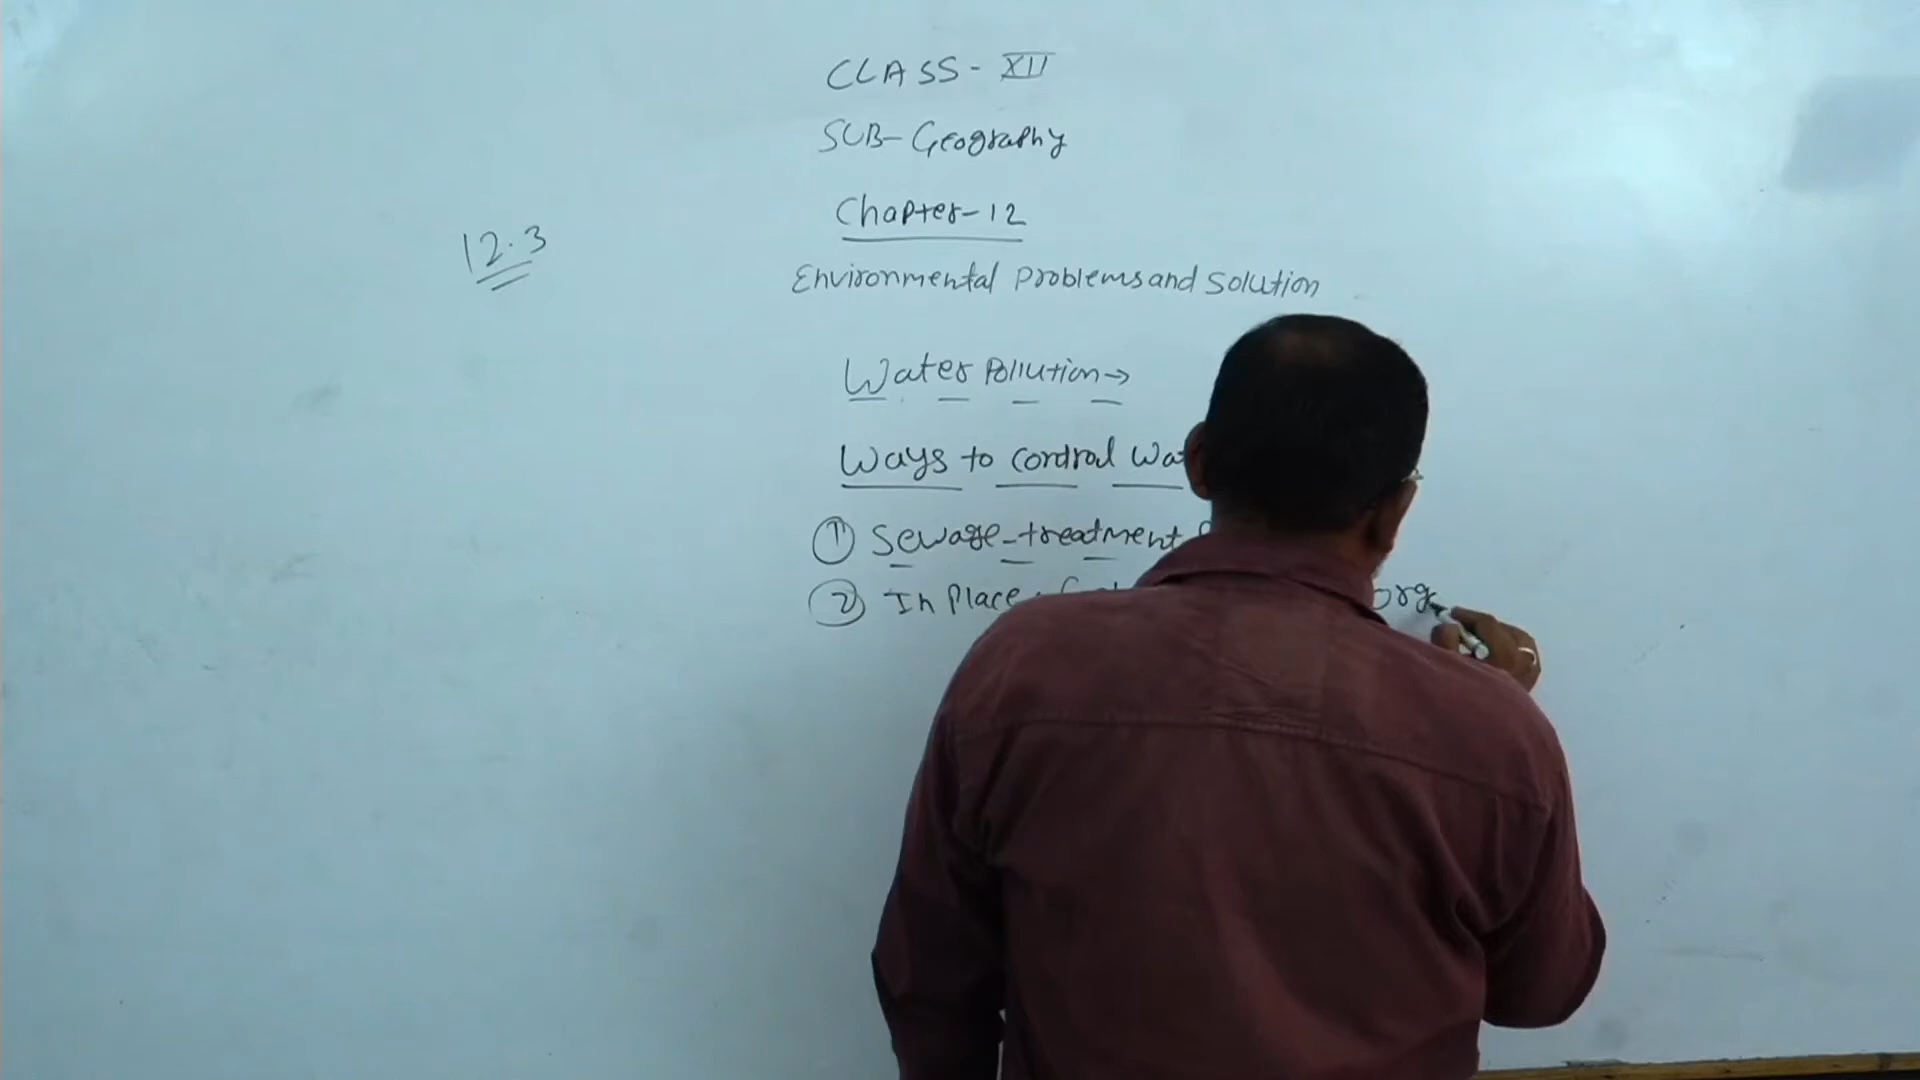 CLASS - XII
SUB- Geography
Chapter-12
12.3
Environmental Problems and Solution
Water Pollution→
Ways to control
① Sewage-treatment
② In Place